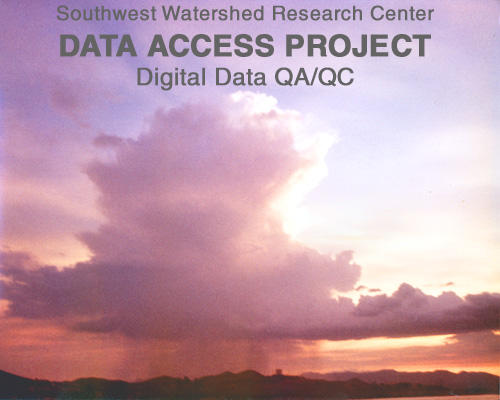 Southwest Watershed Research Center
DATA ACCESS PROJECT
Digital Data QA/QC